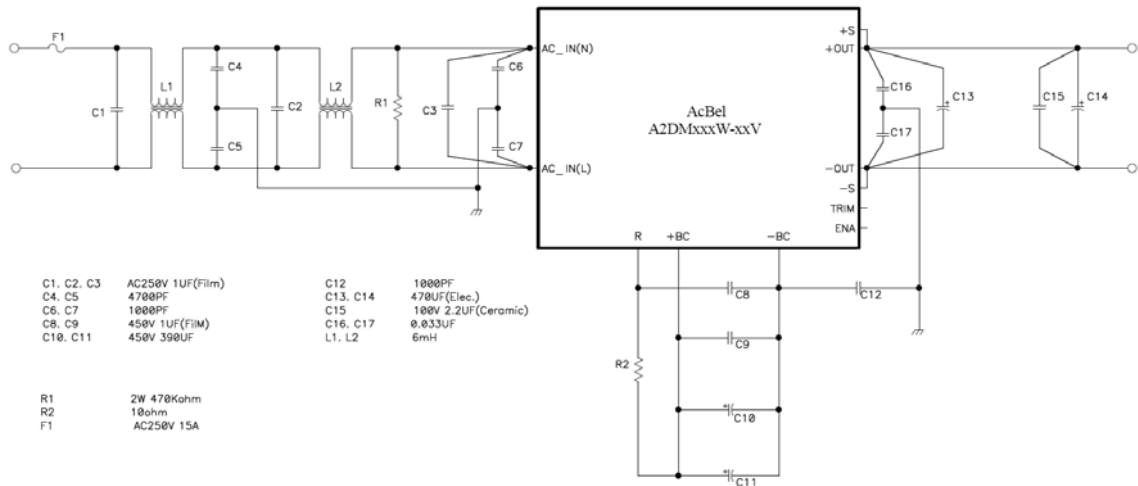 F1
+S
+OUT
AC_IN(N)
C4
C6
C16
L1
L2
C1
C2
R1
C3
C13
C15
C14
AcBel
A2DMxxxW-xxV
C5
C7
C17
AC_IN(L)
-OUT
-S
TRIM
ENA
R
+BC
-BC
C8
C12
C9
R2
C10
C11
C1. C2. C3 AC250V 1UF(Film)
C4. C5 4700PF
C6. C7 1000PF
C8. C9 450V 1UF(FilM)
C10. C11 450V 390UF
C12 1000PF
C13. C14 470UF(Elec.)
C15 100V 2.2UF(Ceramic)
C16. C17 0.033UF
L1. L2 6mH
R1 2W 470Kohm
R2 10ohm
F1 AC250V 15A